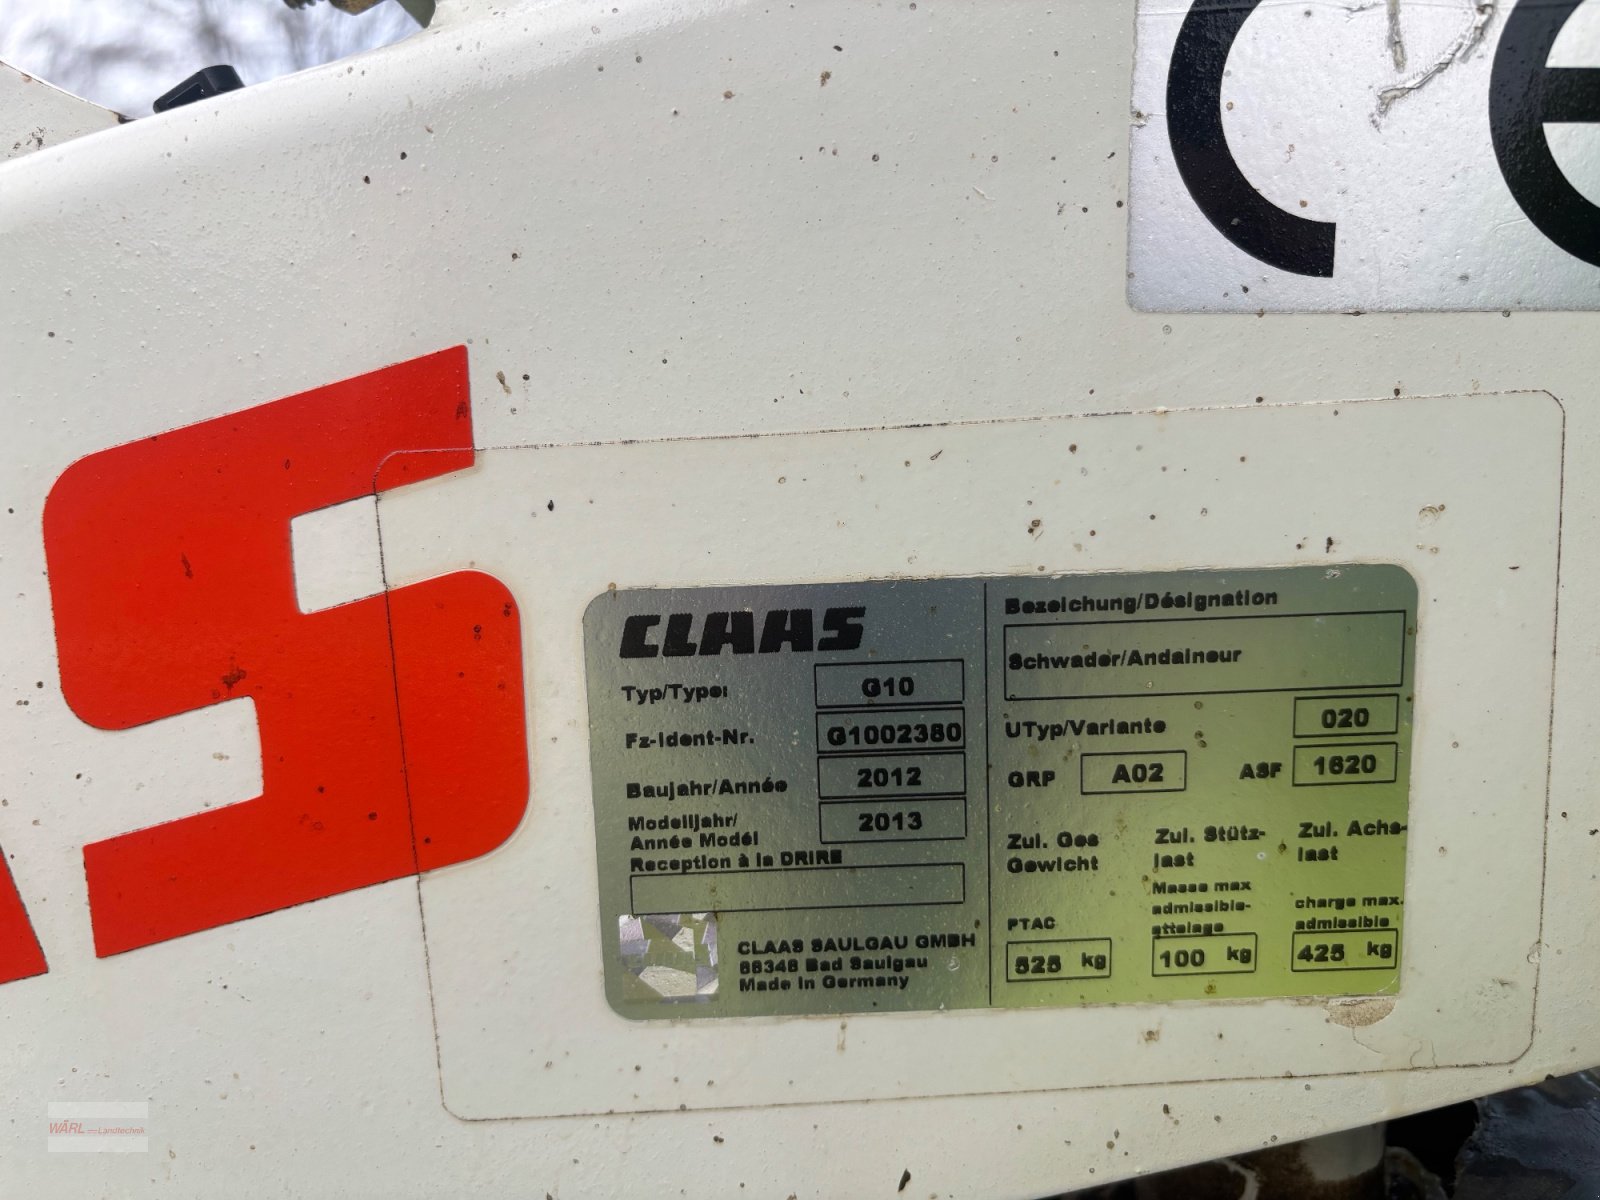 CE
S
CLAAS
Typ/Type: G10
Fz-Ident-Nr. G1002380
Baujahr/Année 2012
Modelljahr/
Année Modél 2013
Reception à la DRIRE
CLAAS SAULGAU GMBH
88348 Bad Saulgau
Made in Germany
Bezeichung/Désignation
Schwader/Andaineur
UTyp/Variante 020
GRP A02 ASF 1620
Zul. Ges
Gewicht
PTAC
525 kg
Zul. Stütz-
last
Masse max
admissible-
attelage
100 kg
Zul. Achs-
last
charge max.
admissible
425 kg
WÄRL Landtechnik